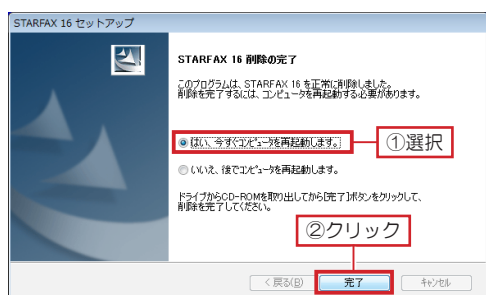 STARFAX 16 セットアップ
STARFAX 16 削除の完了
このプログラムは、STARFAX 16 を正常に削除しました。
削除を完了するには、コンピュータを再起動する必要があります。
はい、今すぐコンピュータを再起動します。
①選択
いいえ、後でコンピュータを再起動します。
ドライブからCD-ROMを取り出してから[完了]ボタンをクリックして、
削除を完了してください。
②クリック
< 戻る(B)
完了
キャンセル